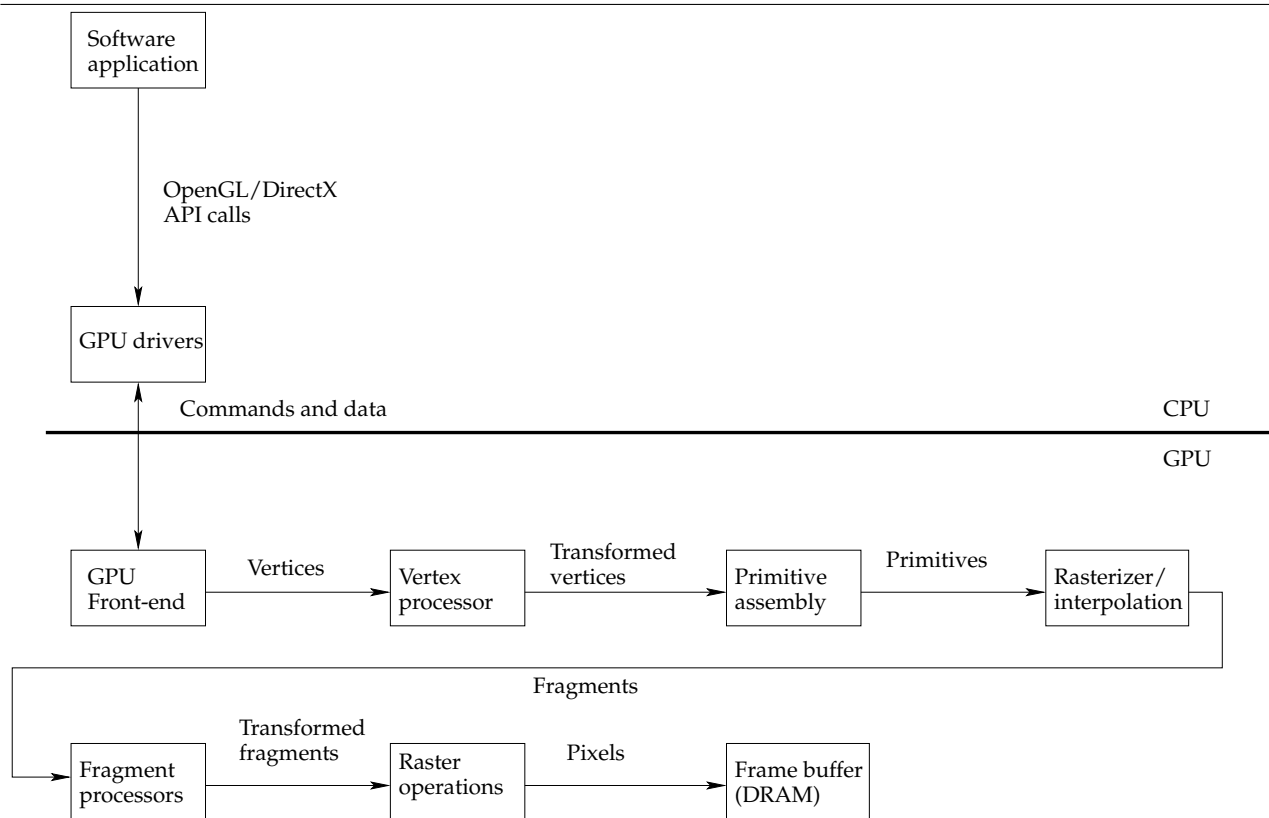 Software
application
OpenGL/DirectX
API calls
GPU drivers
Commands and data
CPU
GPU
GPU
Front-end
Vertices
Vertex
processor
Transformed
vertices
Primitive
assembly
Primitives
Rasterizer/
interpolation
Fragments
Fragment
processors
Transformed
fragments
Raster
operations
Pixels
Frame buffer
(DRAM)